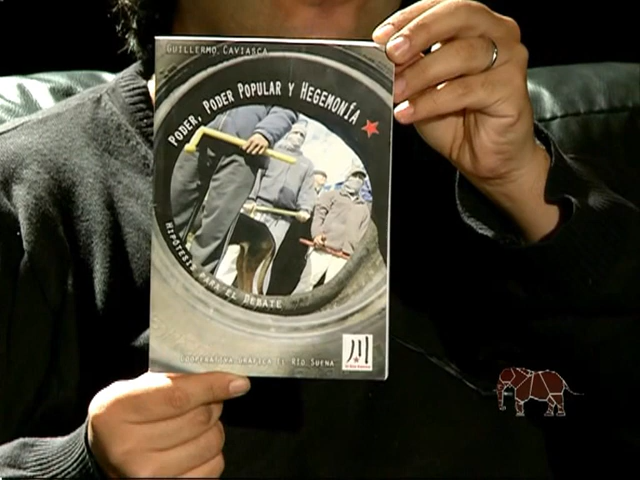 Guillermo Caviasca
Poder, Poder Popular y Hegemonía
Hipótesis para el Debate
Cooperativa Gráfica El Río Suena